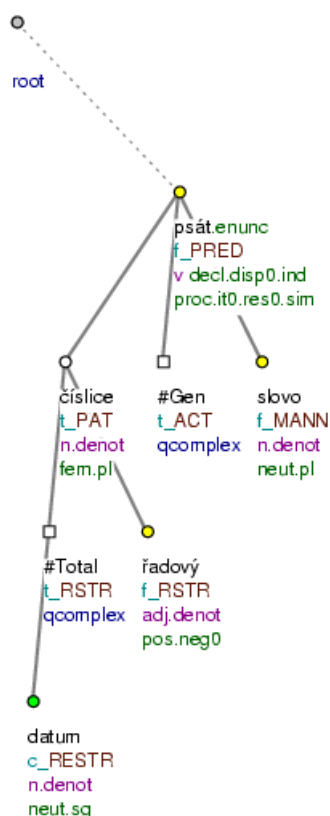 root
psát.enunc
f_PRED
v decl.disp0.ind
proc.it0.res0.sim
číslice
t_PAT
n.denot
fem.pl
#Gen
t_ACT
qcomplex
slovo
f_MANN
n.denot
neut.pl
#Total
t_RSTR
qcomplex
řadový
f_RSTR
adj.denot
pos.neg0
datum
c_RESTR
n.denot
neut.sg